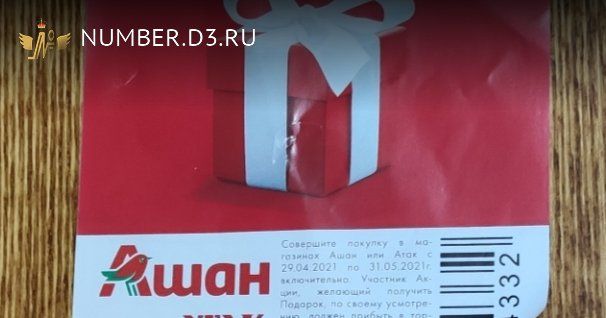 NUMBER.D3.RU
Совершите покупку в ма-
газинах Ашан или Атак с
29.04.2021 по 31.05.2021г.
включительно. Участник Ак-
ции, желающий получить
Подарок, по своему усмотре-
нию, должен прибыть в тор-
Ашан
4332